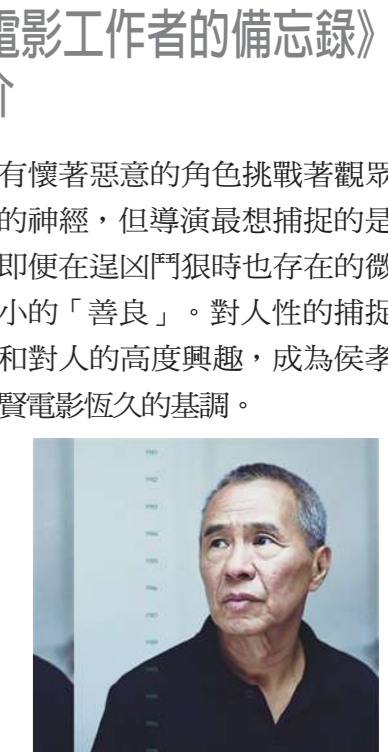 電影工作者的備忘錄》
介
有懷著惡意的角色挑戰著觀眾
的神經，但導演最想捕捉的是
即便在逞凶鬥狠時也存在的微
小的「善良」。對人性的捕捉
和對人的高度興趣，成為侯孝
賢電影恆久的基調。